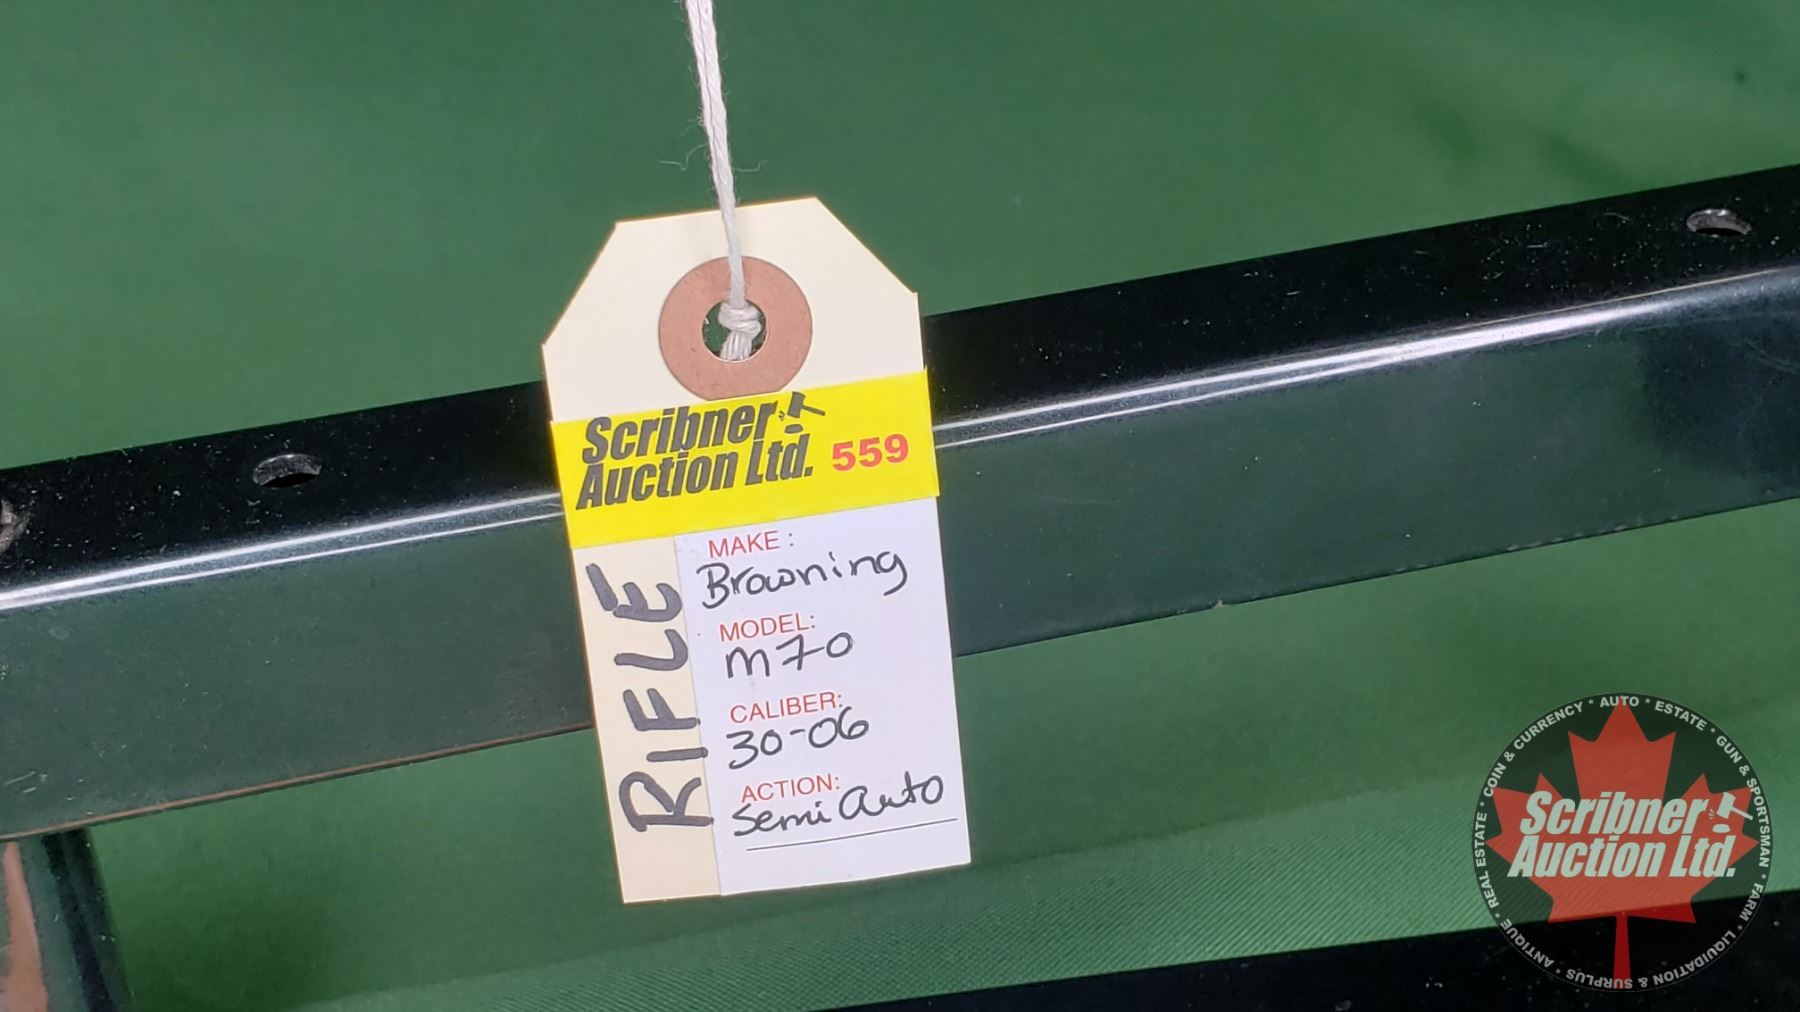 Scribner
Auction Ltd. 559
RIFLE
MAKE:
Browning
MODEL:
M70
CALIBER:
30-06
ACTION:
Semi Auto
Scribner
Auction Ltd.
REAL ESTATE * COIN & CURRENCY * AUTO * ESTATE * GUN & SPORTSMAN * FARM * LIQUIDATION & SURPLUS * ANTIQUE *